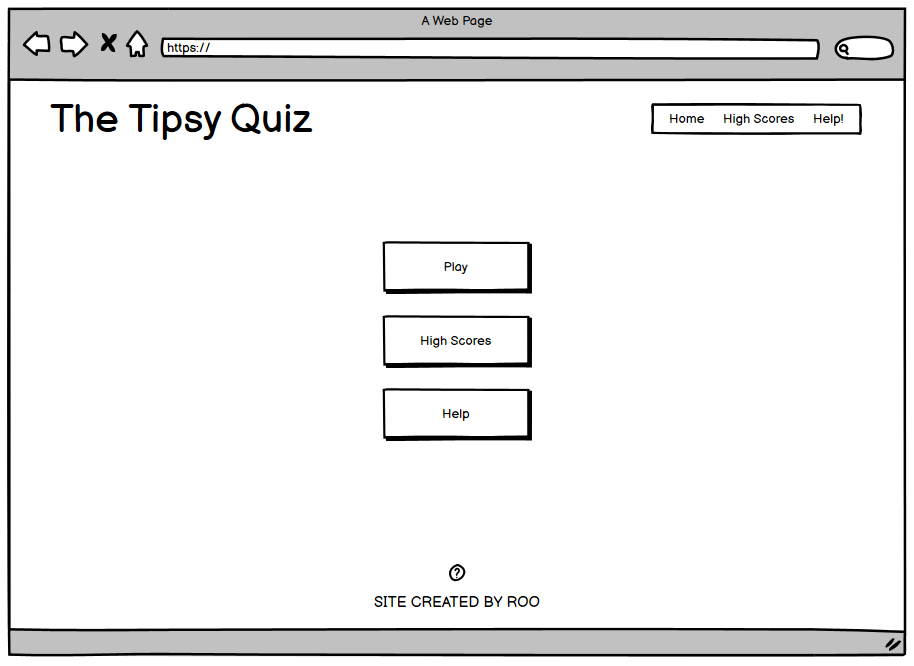 A Web Page
https://
The Tipsy Quiz
Home High Scores Help!
Play
High Scores
Help
?
SITE CREATED BY ROO